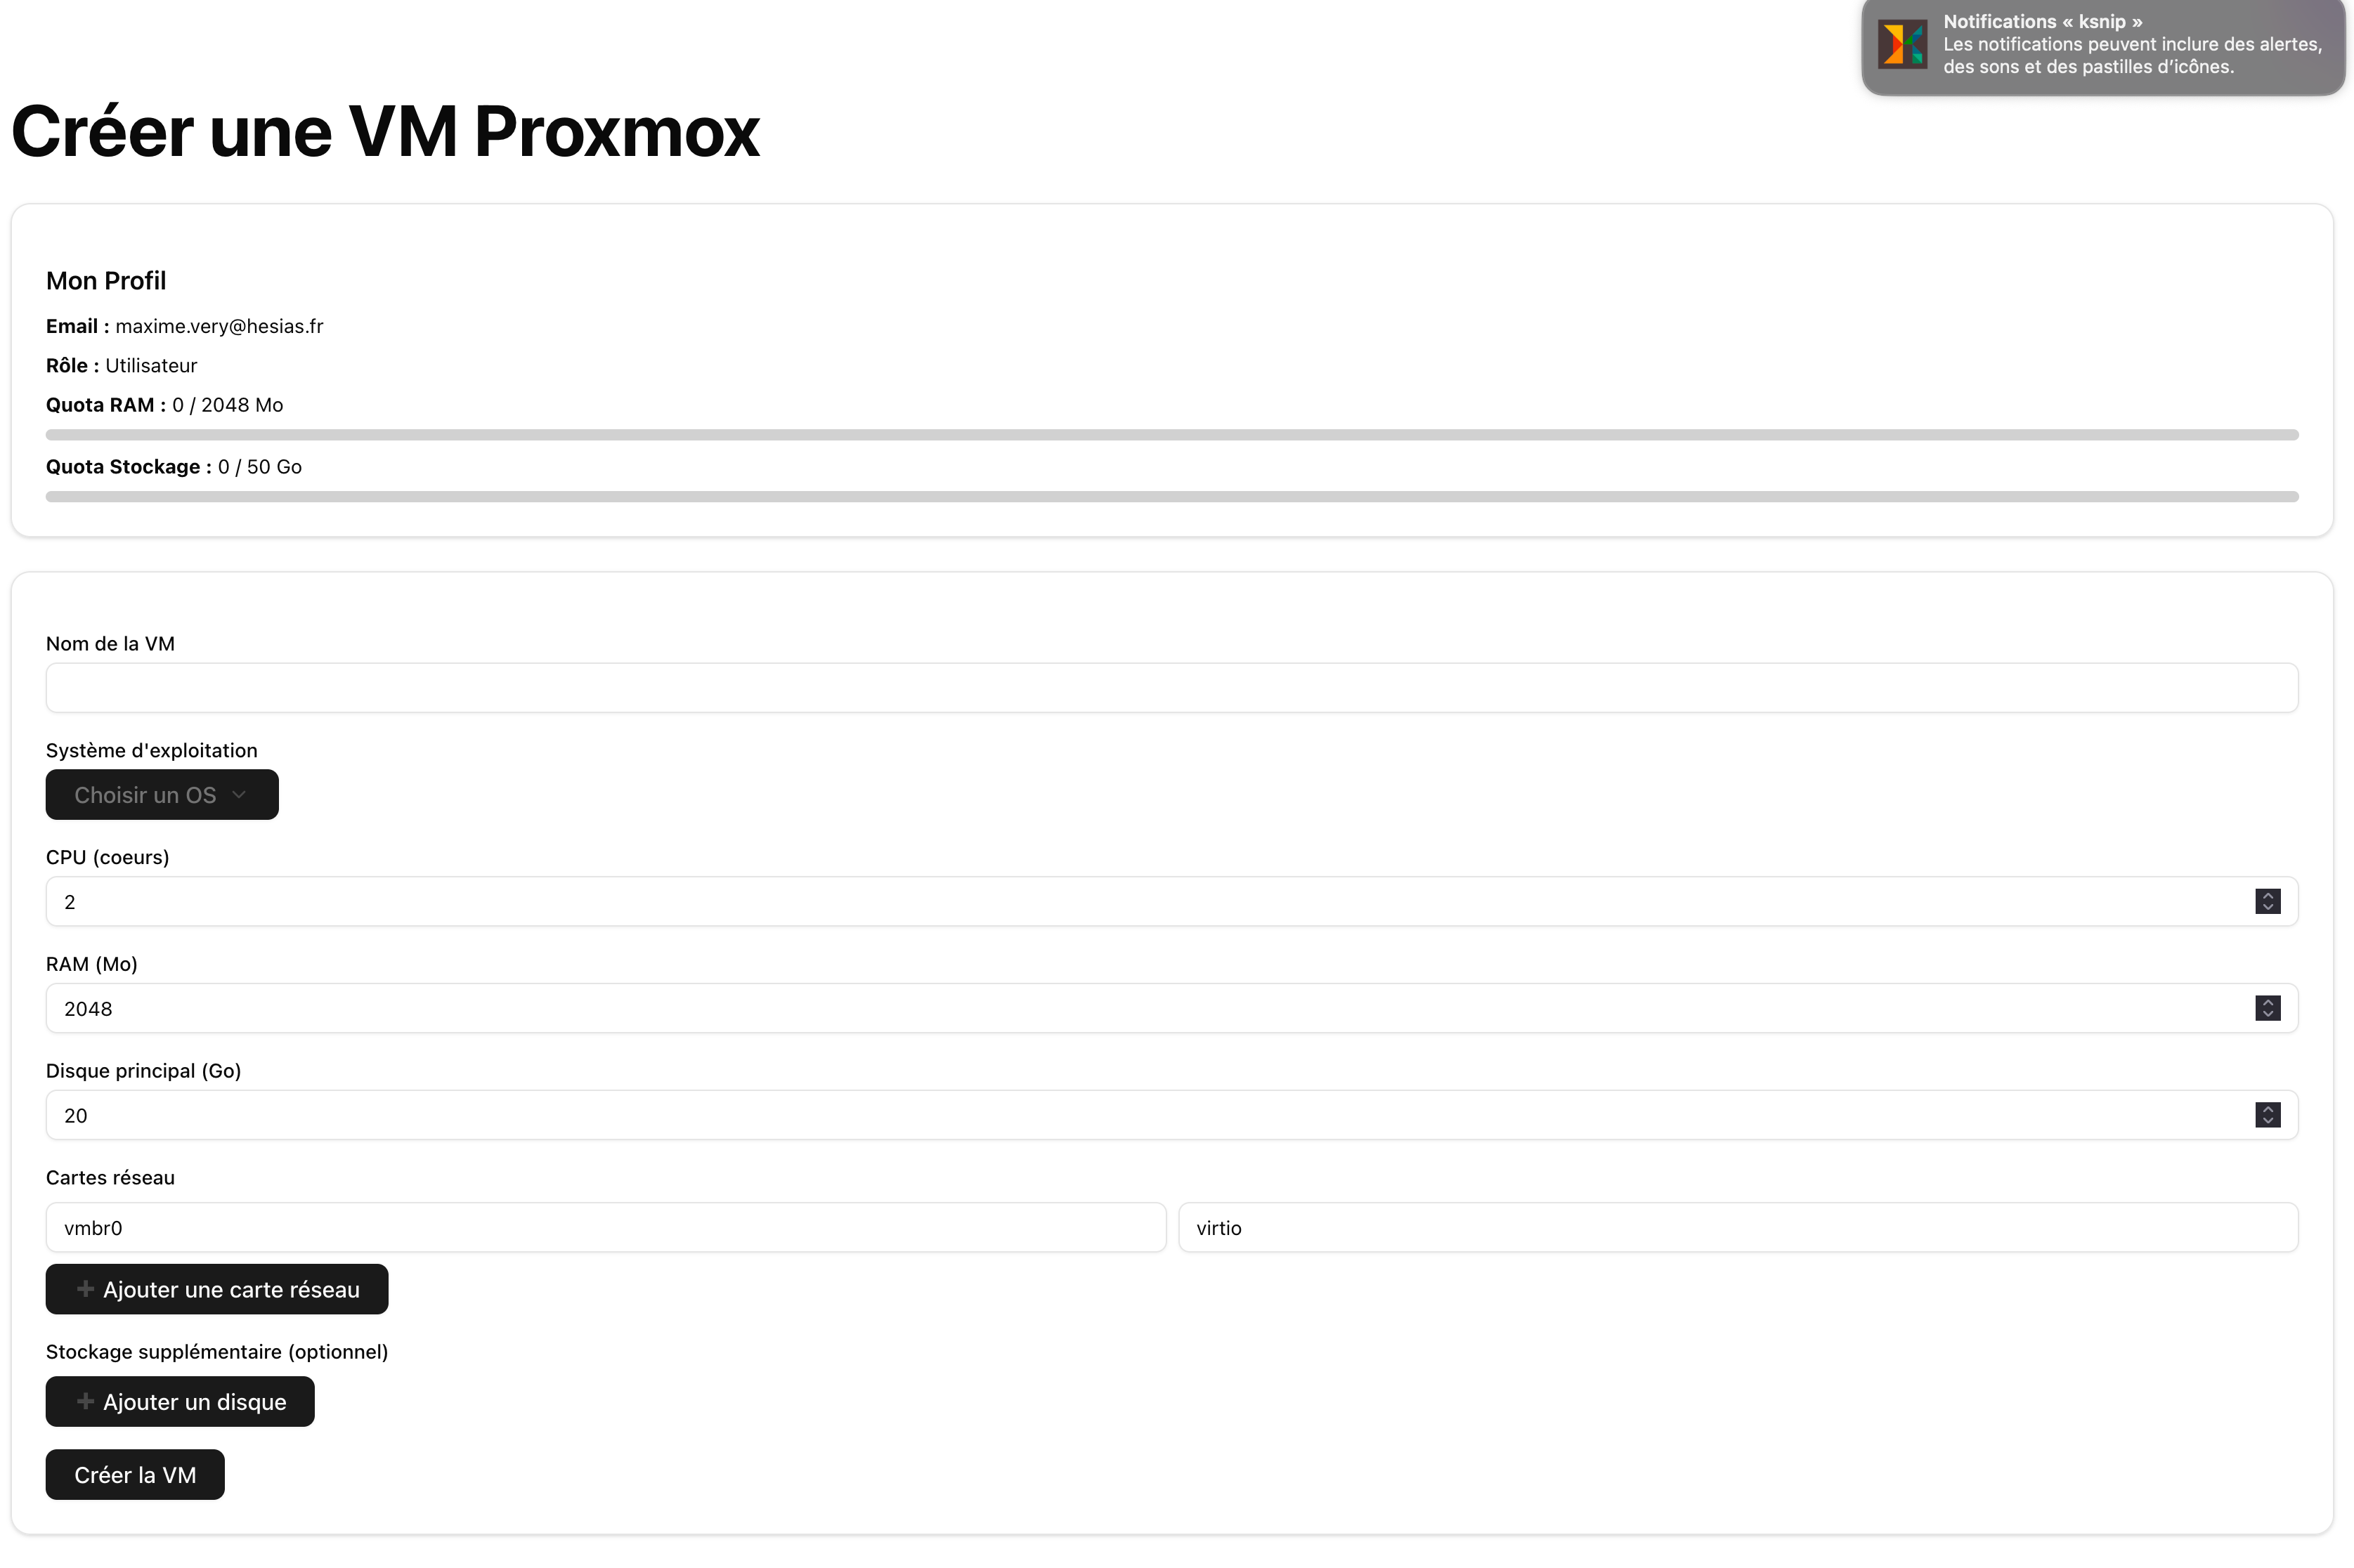 Notifications « ksnip »
Les notifications peuvent inclure des alertes,
des sons et des pastilles d’icônes.
Créer une VM Proxmox
Mon Profil
Email : maxime.very@hesias.fr
Rôle : Utilisateur
Quota RAM : 0 / 2048 Mo
Quota Stockage : 0 / 50 Go
Nom de la VM
Système d'exploitation
Choisir un OS
CPU (coeurs)
2
RAM (Mo)
2048
Disque principal (Go)
20
Cartes réseau
vmbr0 virtio
➕ Ajouter une carte réseau
Stockage supplémentaire (optionnel)
➕ Ajouter un disque
Créer la VM